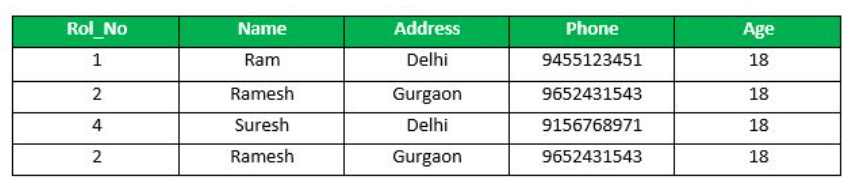 Rol_No Name Address Phone Age
1 Ram Delhi 9455123451 18
2 Ramesh Gurgaon 9652431543 18
4 Suresh Delhi 9156768971 18
2 Ramesh Gurgaon 9652431543 18